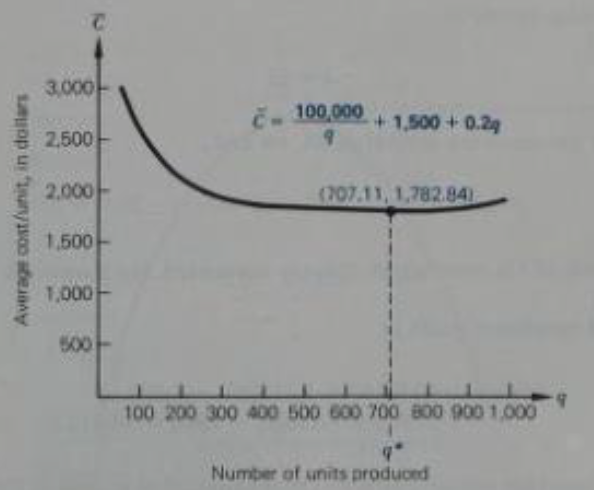 C̄
3,000
2,500
2,000
1,500
1,000
500
Average cost/unit, in dollars
C̄ = 100,000/q + 1,500 + 0.2q
(707.11, 1,782.84)
100 200 300 400 500 600 700 800 900 1,000 q
q*
Number of units produced